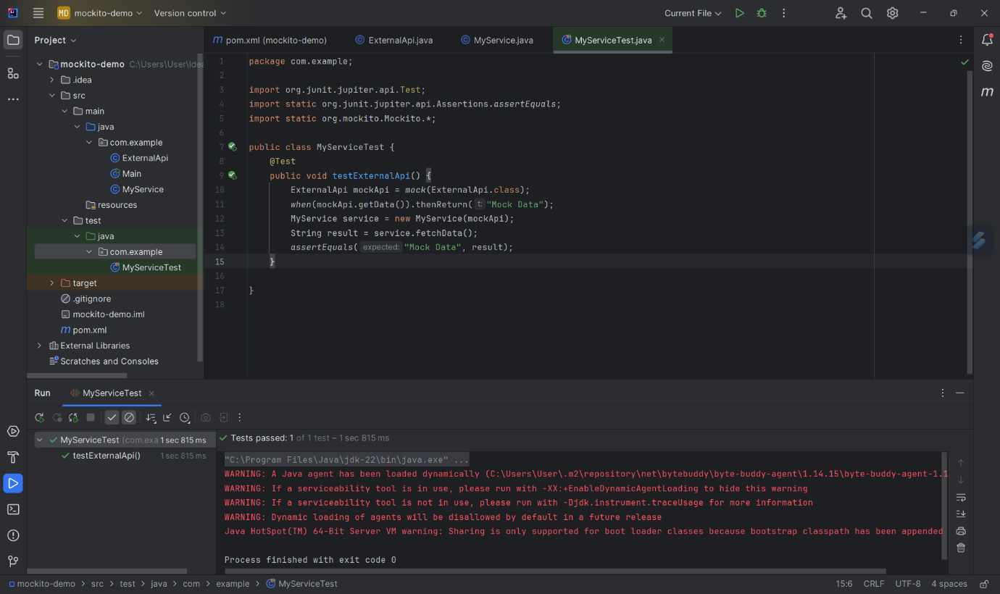 MD mockito-demo Version control Current File
Project
pom.xml (mockito-demo) ExternalApi.java MyService.java MyServiceTest.java
mockito-demo C:\Users\User\Idea
.idea
src
main
java
com.example
ExternalApi
Main
MyService
resources
test
java
com.example
MyServiceTest
target
.gitignore
mockito-demo.iml
pom.xml
External Libraries
Scratches and Consoles
1 package com.example;
2
3 import org.junit.jupiter.api.Test;
4 import static org.junit.jupiter.api.Assertions.assertEquals;
5 import static org.mockito.Mockito.*;
6
7 public class MyServiceTest {
8 @Test
9 public void testExternalApi() {
10 ExternalApi mockApi = mock(ExternalApi.class);
11 when(mockApi.getData()).thenReturn( t: "Mock Data");
12 MyService service = new MyService(mockApi);
13 String result = service.fetchData();
14 assertEquals( expected: "Mock Data", result);
15 }
16
17 }
18
Run MyServiceTest
MyServiceTest (com.exa 1 sec 815 ms
testExternalApi() 1 sec 815 ms
Tests passed: 1 of 1 test – 1 sec 815 ms
"C:\Program Files\Java\jdk-22\bin\java.exe" ...
WARNING: A Java agent has been loaded dynamically (C:\Users\User\.m2\repository\net\bytebuddy\byte-buddy-agent\1.14.15\byte-buddy-agent-1.1
WARNING: If a serviceability tool is in use, please run with -XX:+EnableDynamicAgentLoading to hide this warning
WARNING: If a serviceability tool is not in use, please run with -Djdk.instrument.traceUsage for more information
WARNING: Dynamic loading of agents will be disallowed by default in a future release
Java HotSpot(TM) 64-Bit Server VM warning: Sharing is only supported for boot loader classes because bootstrap classpath has been appended
Process finished with exit code 0
mockito-demo > src > test > java > com > example > MyServiceTest 15:6 CRLF UTF-8 4 spaces